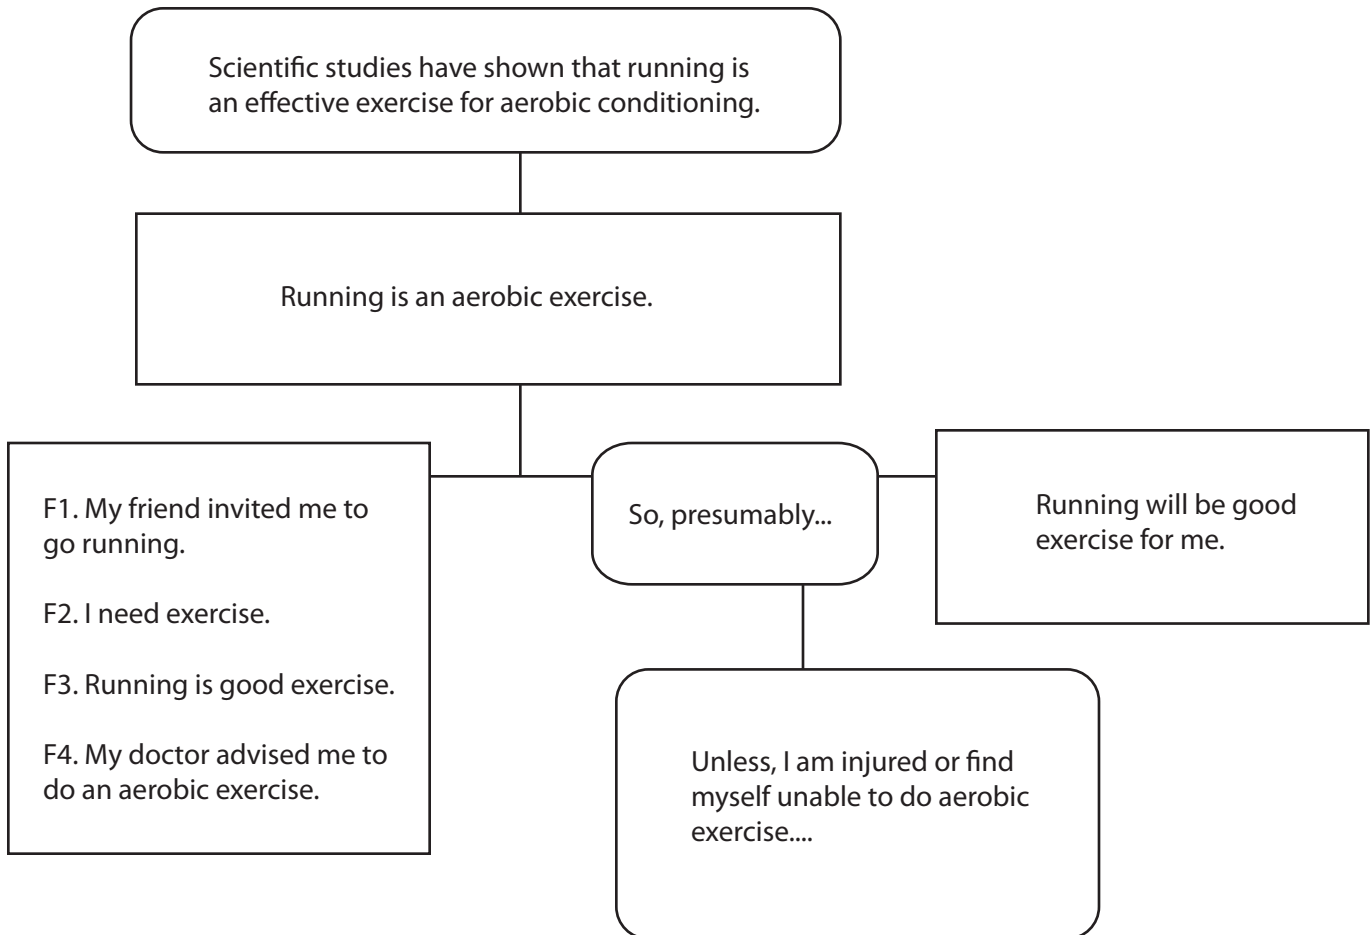 Scientific studies have shown that running is
an effective exercise for aerobic conditioning.
Running is an aerobic exercise.
F1. My friend invited me to
go running.
F2. I need exercise.
F3. Running is good exercise.
F4. My doctor advised me to
do an aerobic exercise.
So, presumably...
Running will be good
exercise for me.
Unless, I am injured or find
myself unable to do aerobic
exercise....